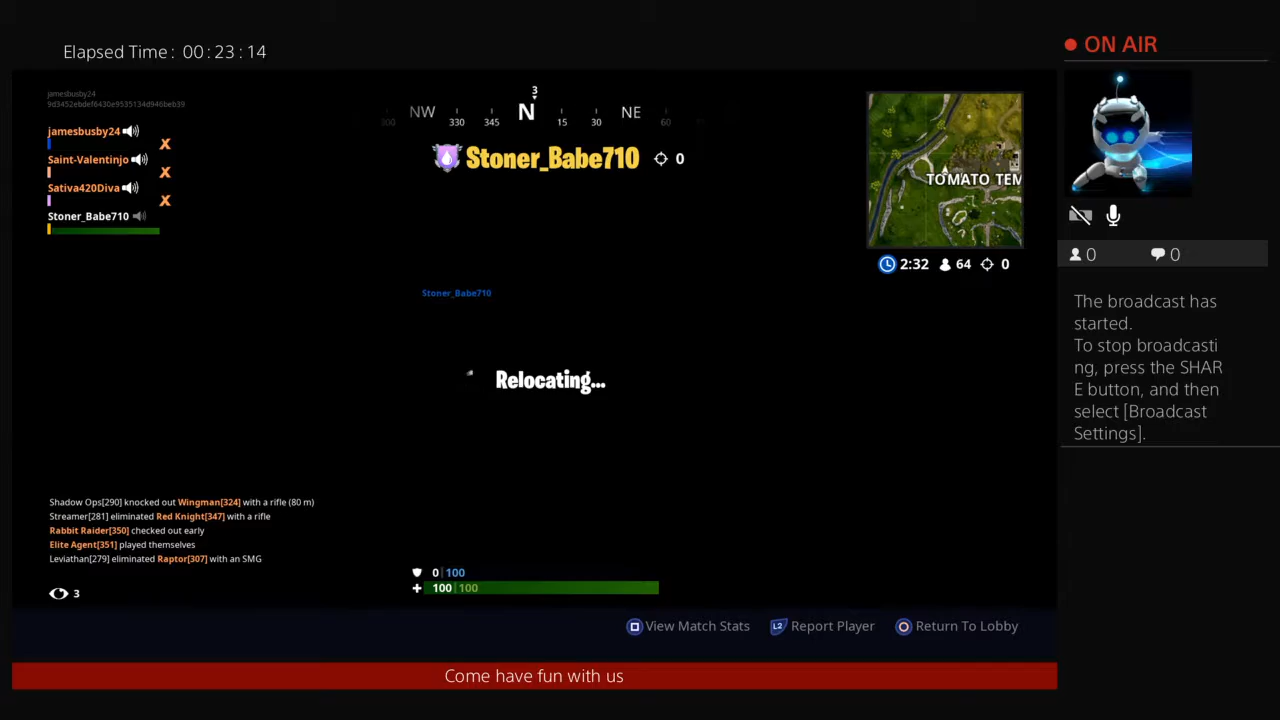 Elapsed Time: 00:23:14
ON AIR
jamesbusby24
9d3452ebdef6430e9535134d946beb39
jamesbusby24
X
Saint-Valentinjo
X
Sativa420Diva
X
Stoner_Babe710
3
300 NW 330 345 N 15 30 NE 60
Stoner_Babe710 0
TOMATO TEM
2:32 64 0
0 0
Stoner_Babe710
Relocating...
The broadcast has
started.
To stop broadcasti
ng, press the SHAR
E button, and then
select [Broadcast
Settings].
Shadow Ops[290] knocked out Wingman[324] with a rifle (80 m)
Streamer[281] eliminated Red Knight[347] with a rifle
Rabbit Raider[350] checked out early
Elite Agent[351] played themselves
Leviathan[279] eliminated Raptor[307] with an SMG
3
0|100
100|100
View Match Stats L2 Report Player Return To Lobby
Come have fun with us